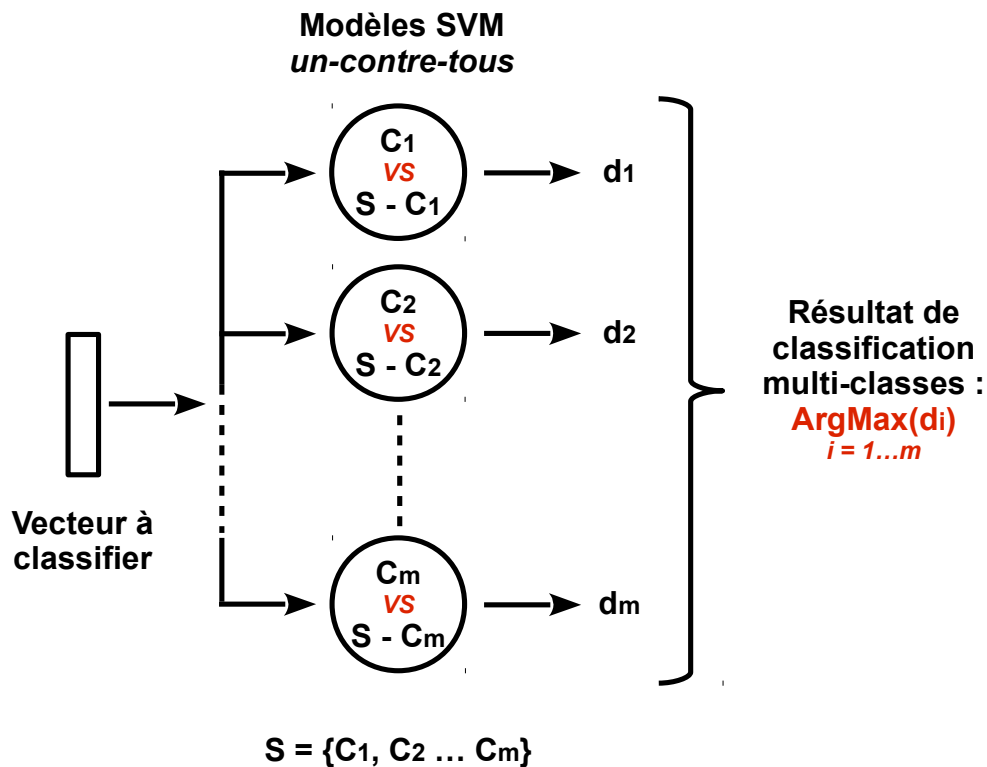 Modèles SVM
un-contre-tous
C1
VS
S - C1
d1
C2
VS
S - C2
d2
Vecteur à
classifier
Cm
VS
S - Cm
dm
Résultat de
classification
multi-classes :
ArgMax(di)
i = 1...m
S = {C1, C2 ... Cm}